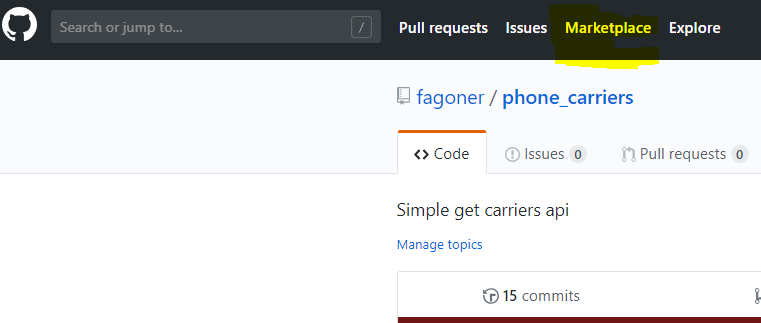 Search or jump to... / Pull requests Issues Marketplace Explore
fagoner / phone_carriers
Code Issues 0 Pull requests 0
Simple get carriers api
Manage topics
15 commits